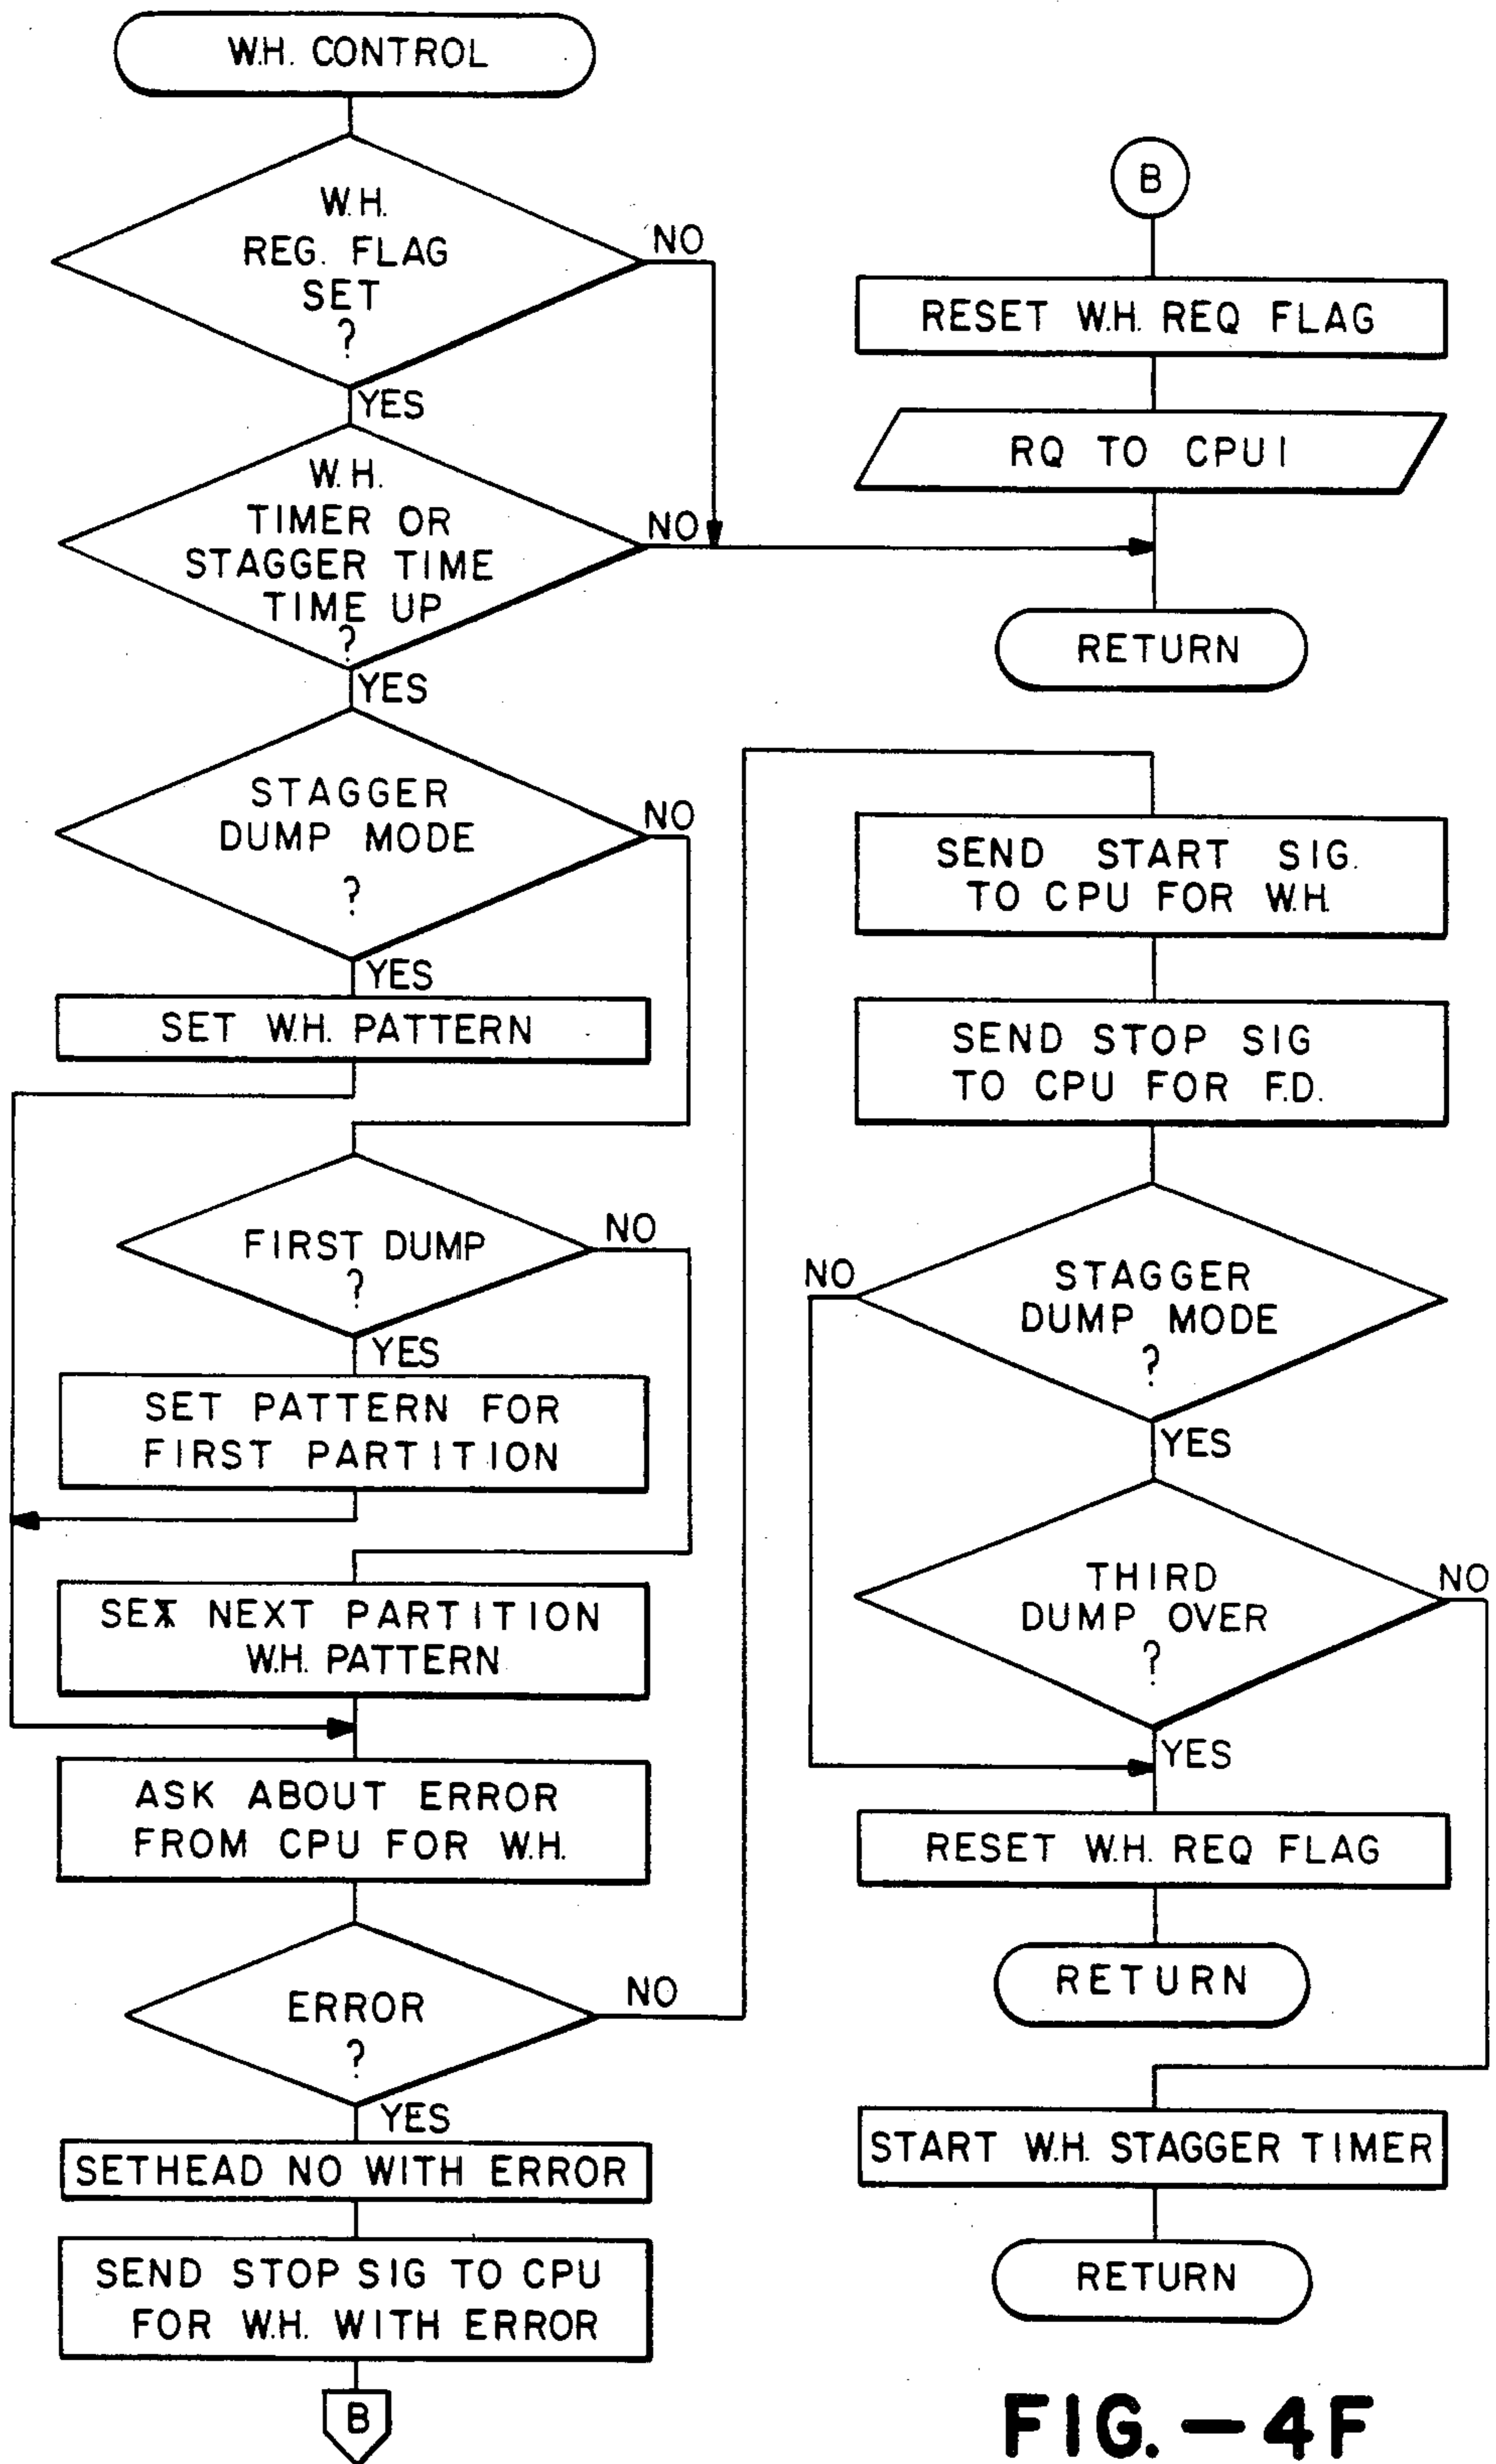 W.H. CONTROL
W.H.
REG. FLAG
SET
?
NO
YES
W.H.
TIMER OR
STAGGER TIME
TIME UP
?
NO
YES
STAGGER
DUMP MODE
?
NO
YES
SET W.H. PATTERN
FIRST DUMP
?
NO
YES
SET PATTERN FOR
FIRST PARTITION
SET NEXT PARTITION
W.H. PATTERN
ASK ABOUT ERROR
FROM CPU FOR W.H.
ERROR
?
NO
YES
SETHEAD NO WITH ERROR
SEND STOP SIG TO CPU
FOR W.H. WITH ERROR
B
B
RESET W.H. REQ FLAG
RQ TO CPU1
RETURN
SEND START SIG.
TO CPU FOR W.H.
SEND STOP SIG
TO CPU FOR F.D.
STAGGER
DUMP MODE
?
NO
YES
THIRD
DUMP OVER
?
NO
YES
RESET W.H. REQ FLAG
RETURN
START W.H. STAGGER TIMER
RETURN
FIG.—4F